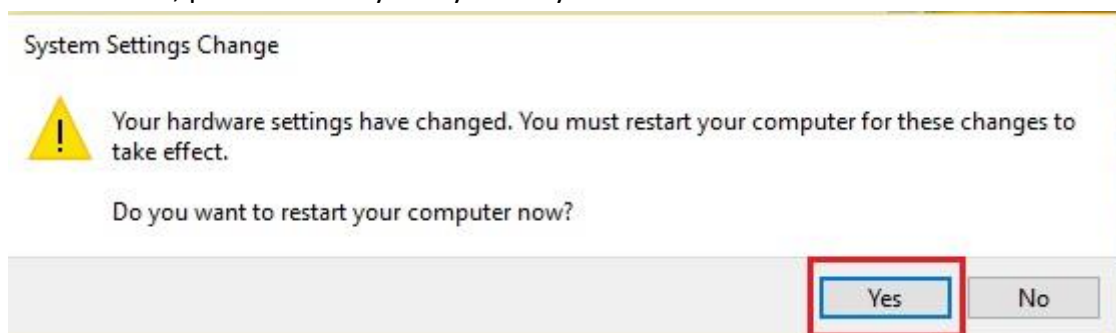 System Settings Change
Your hardware settings have changed. You must restart your computer for these changes to
take effect.
Do you want to restart your computer now?
Yes No